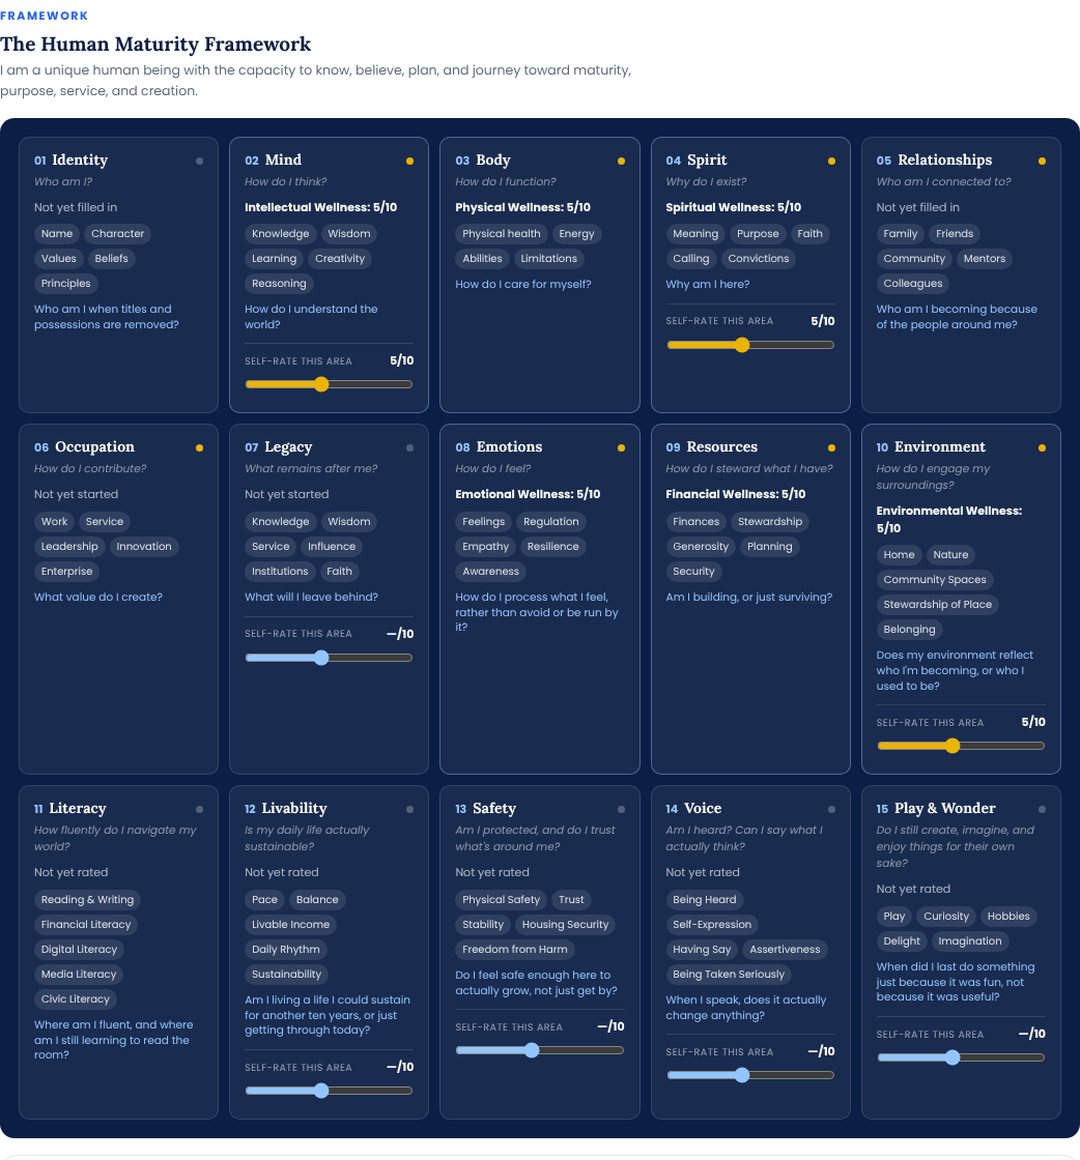 FRAMEWORK
The Human Maturity Framework
I am a unique human being with the capacity to know, believe, plan, and journey toward maturity,
purpose, service, and creation.
01 Identity
Who am I?
Not yet filled in
Name Character
Values Beliefs
Principles
Who am I when titles and
possessions are removed?
02 Mind
How do I think?
Intellectual Wellness: 5/10
Knowledge Wisdom
Learning Creativity
Reasoning
How do I understand the
world?
SELF-RATE THIS AREA 5/10
03 Body
How do I function?
Physical Wellness: 5/10
Physical health Energy
Abilities Limitations
How do I care for myself?
04 Spirit
Why do I exist?
Spiritual Wellness: 5/10
Meaning Purpose Faith
Calling Convictions
Why am I here?
SELF-RATE THIS AREA 5/10
05 Relationships
Who am I connected to?
Not yet filled in
Family Friends
Community Mentors
Colleagues
Who am I becoming because
of the people around me?
06 Occupation
How do I contribute?
Not yet started
Work Service
Leadership Innovation
Enterprise
What value do I create?
07 Legacy
What remains after me?
Not yet started
Knowledge Wisdom
Service Influence
Institutions Faith
What will I leave behind?
SELF-RATE THIS AREA —/10
08 Emotions
How do I feel?
Emotional Wellness: 5/10
Feelings Regulation
Empathy Resilience
Awareness
How do I process what I feel,
rather than avoid or be run by
it?
09 Resources
How do I steward what I have?
Financial Wellness: 5/10
Finances Stewardship
Generosity Planning
Security
Am I building, or just surviving?
10 Environment
How do I engage my
surroundings?
Environmental Wellness:
5/10
Home Nature
Community Spaces
Stewardship of Place
Belonging
Does my environment reflect
who I'm becoming, or who I
used to be?
SELF-RATE THIS AREA 5/10
11 Literacy
How fluently do I navigate my
world?
Not yet rated
Reading & Writing
Financial Literacy
Digital Literacy
Media Literacy
Civic Literacy
Where am I fluent, and where
am I still learning to read the
room?
12 Livability
Is my daily life actually
sustainable?
Not yet rated
Pace Balance
Livable Income
Daily Rhythm
Sustainability
Am I living a life I could sustain
for another ten years, or just
getting through today?
SELF-RATE THIS AREA —/10
13 Safety
Am I protected, and do I trust
what's around me?
Not yet rated
Physical Safety Trust
Stability Housing Security
Freedom from Harm
Do I feel safe enough here to
actually grow, not just get by?
SELF-RATE THIS AREA —/10
14 Voice
Am I heard? Can I say what I
actually think?
Not yet rated
Being Heard
Self-Expression
Having Say Assertiveness
Being Taken Seriously
When I speak, does it actually
change anything?
SELF-RATE THIS AREA —/10
15 Play & Wonder
Do I still create, imagine, and
enjoy things for their own
sake?
Not yet rated
Play Curiosity Hobbies
Delight Imagination
When did I last do something
just because it was fun, not
because it was useful?
SELF-RATE THIS AREA —/10